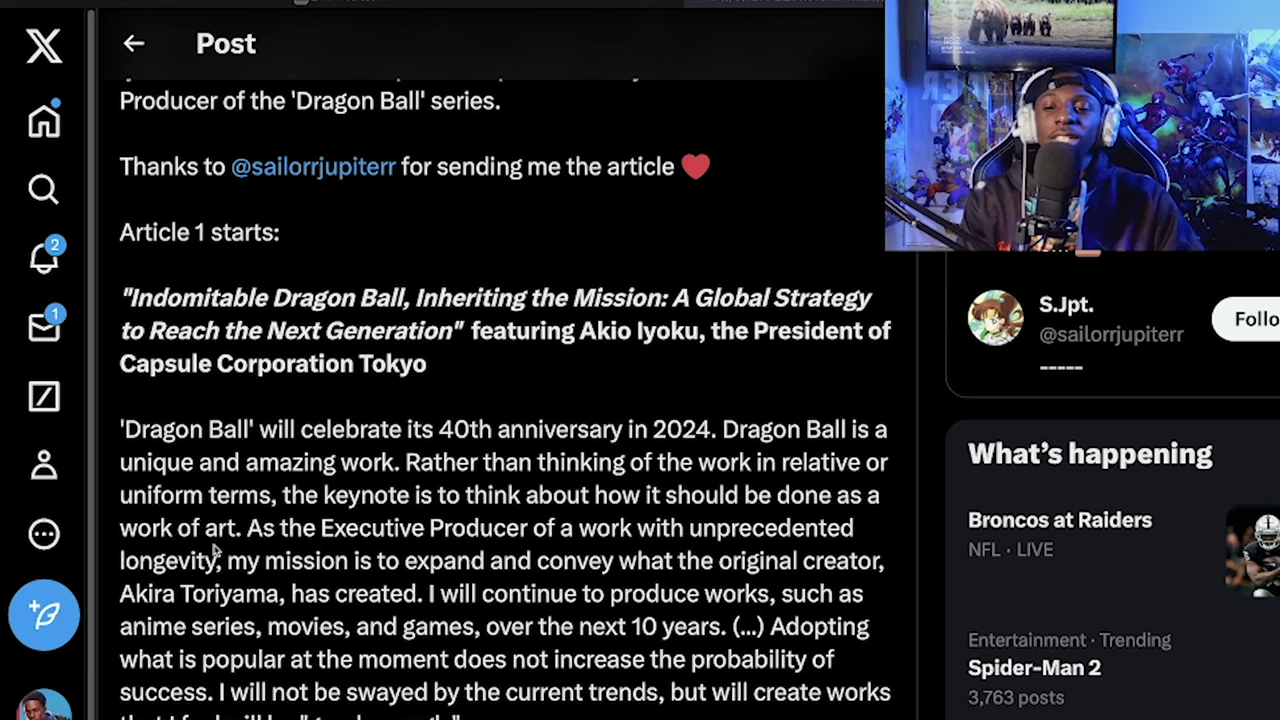 Post
Producer of the 'Dragon Ball' series.
Thanks to @sailorrjupiterr for sending me the article
Article 1 starts:
"Indomitable Dragon Ball, Inheriting the Mission: A Global Strategy
to Reach the Next Generation" featuring Akio Iyoku, the President of
Capsule Corporation Tokyo
'Dragon Ball' will celebrate its 40th anniversary in 2024. Dragon Ball is a
unique and amazing work. Rather than thinking of the work in relative or
uniform terms, the keynote is to think about how it should be done as a
work of art. As the Executive Producer of a work with unprecedented
longevity, my mission is to expand and convey what the original creator,
Akira Toriyama, has created. I will continue to produce works, such as
anime series, movies, and games, over the next 10 years. (...) Adopting
what is popular at the moment does not increase the probability of
success. I will not be swayed by the current trends, but will create works
2
1
S.Jpt.
@sailorrjupiterr
-----
Follo
What's happening
Broncos at Raiders
NFL · LIVE
Entertainment · Trending
Spider-Man 2
3,763 posts